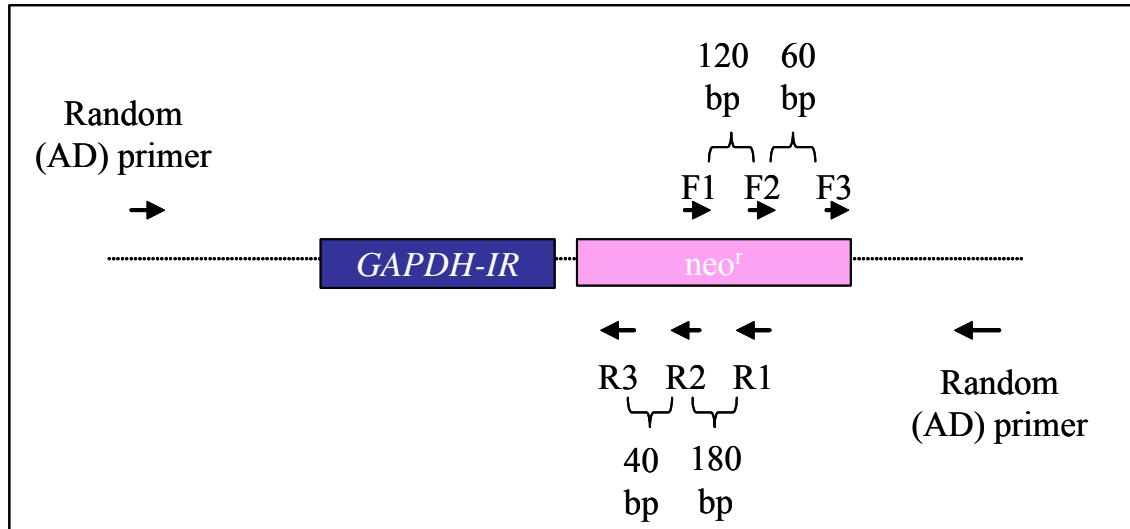 120 60
bp bp
Random
(AD) primer
F1 F2 F3
GAPDH-IR neoʳ
R3 R2 R1
Random
(AD) primer
40 180
bp bp